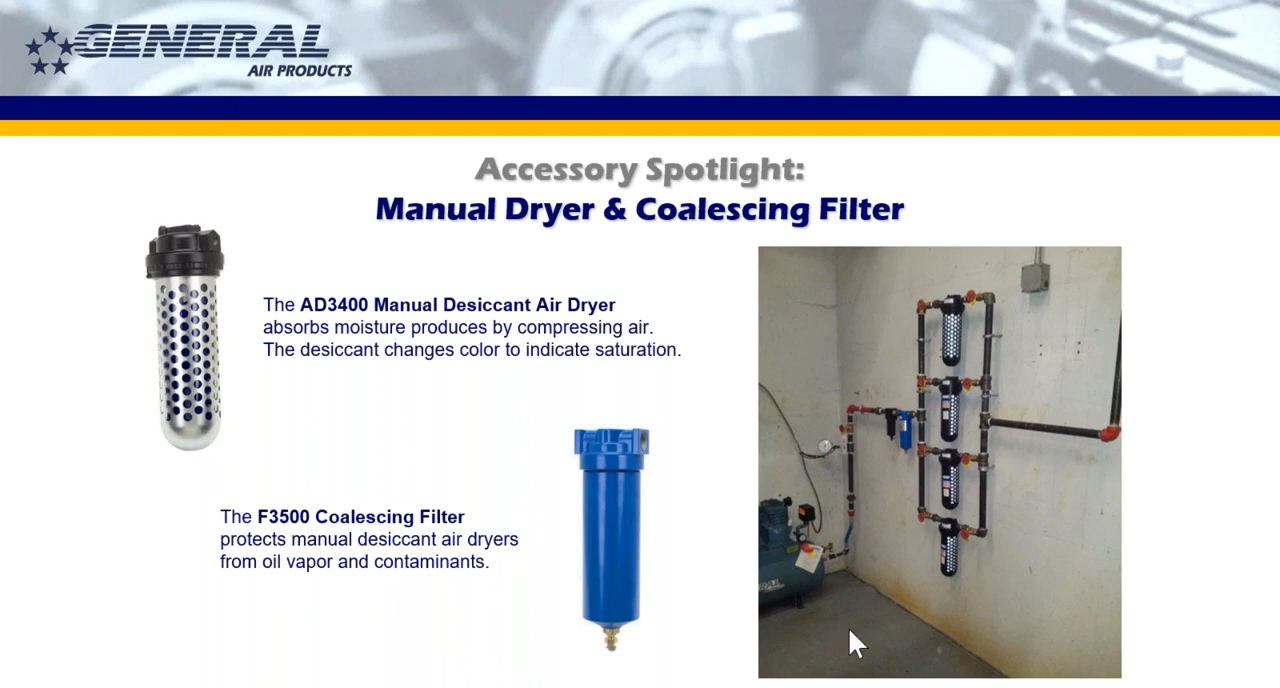 GENERAL
AIR PRODUCTS
Accessory Spotlight:
Manual Dryer & Coalescing Filter
The AD3400 Manual Desiccant Air Dryer
absorbs moisture produces by compressing air.
The desiccant changes color to indicate saturation.
The F3500 Coalescing Filter
protects manual desiccant air dryers
from oil vapor and contaminants.
GENERAL